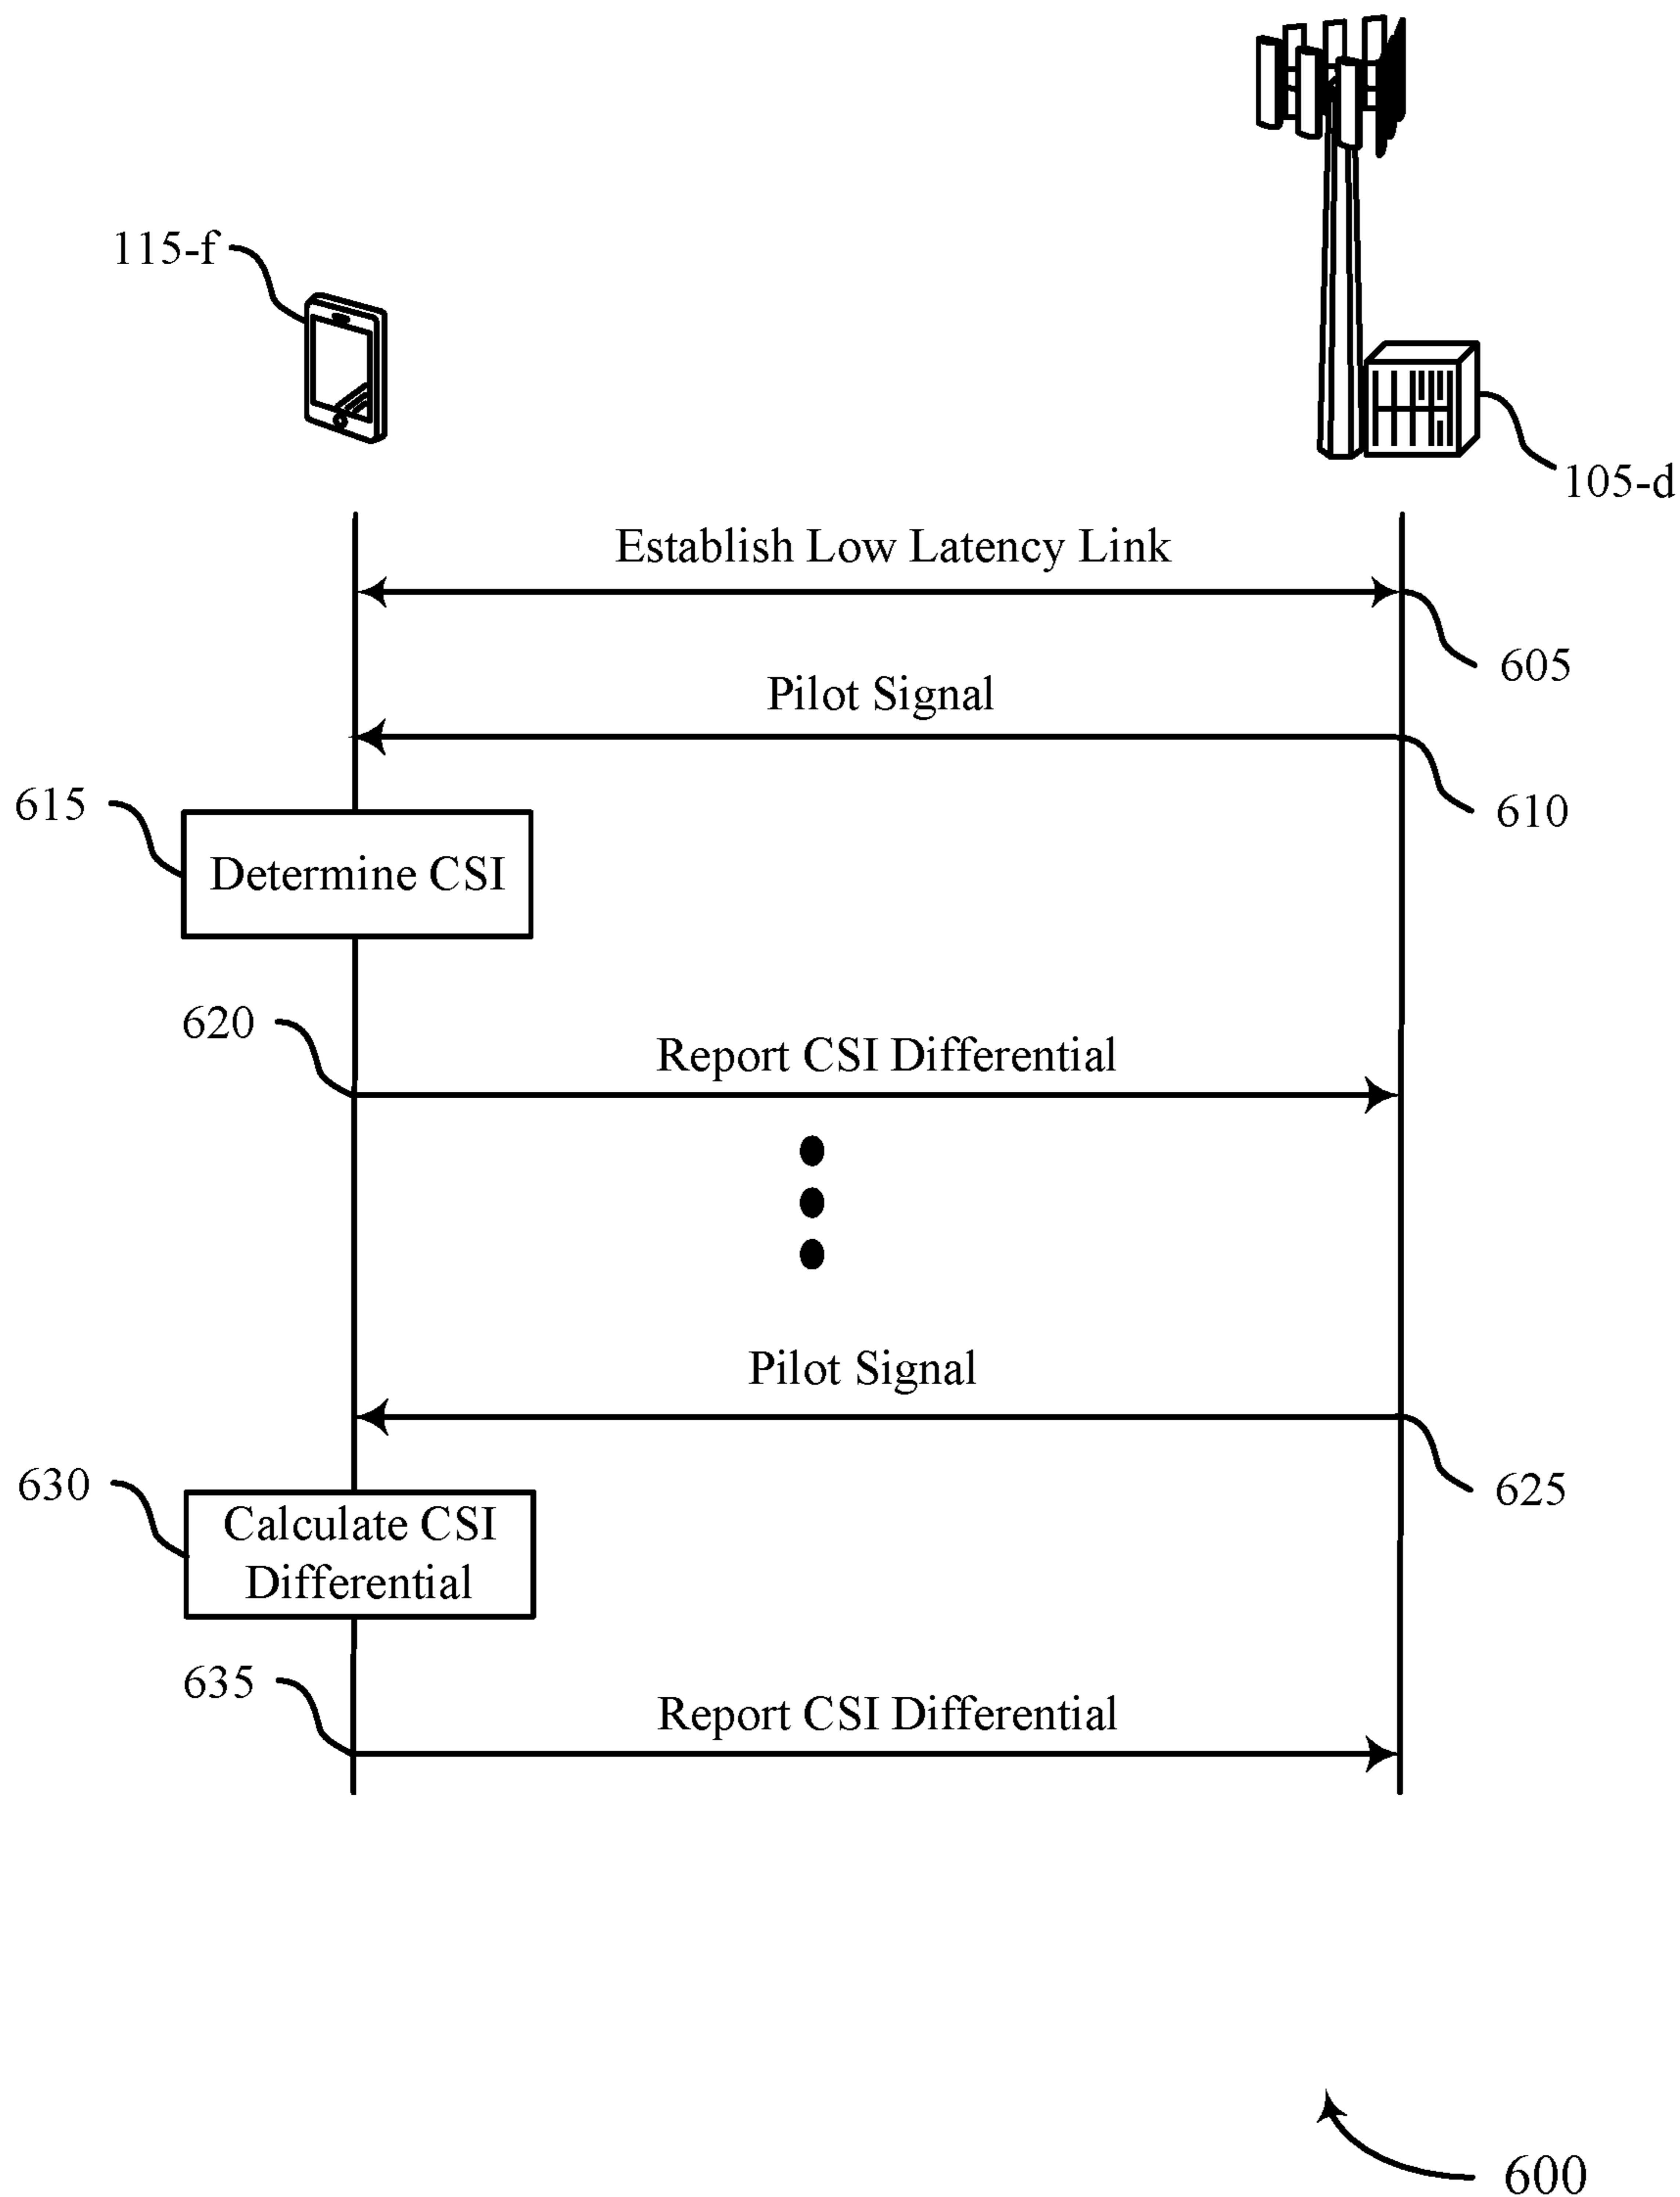 115-f
105-d
Establish Low Latency Link
605
Pilot Signal
610
615
Determine CSI
620
Report CSI Differential
Pilot Signal
625
630
Calculate CSI
Differential
635
Report CSI Differential
600